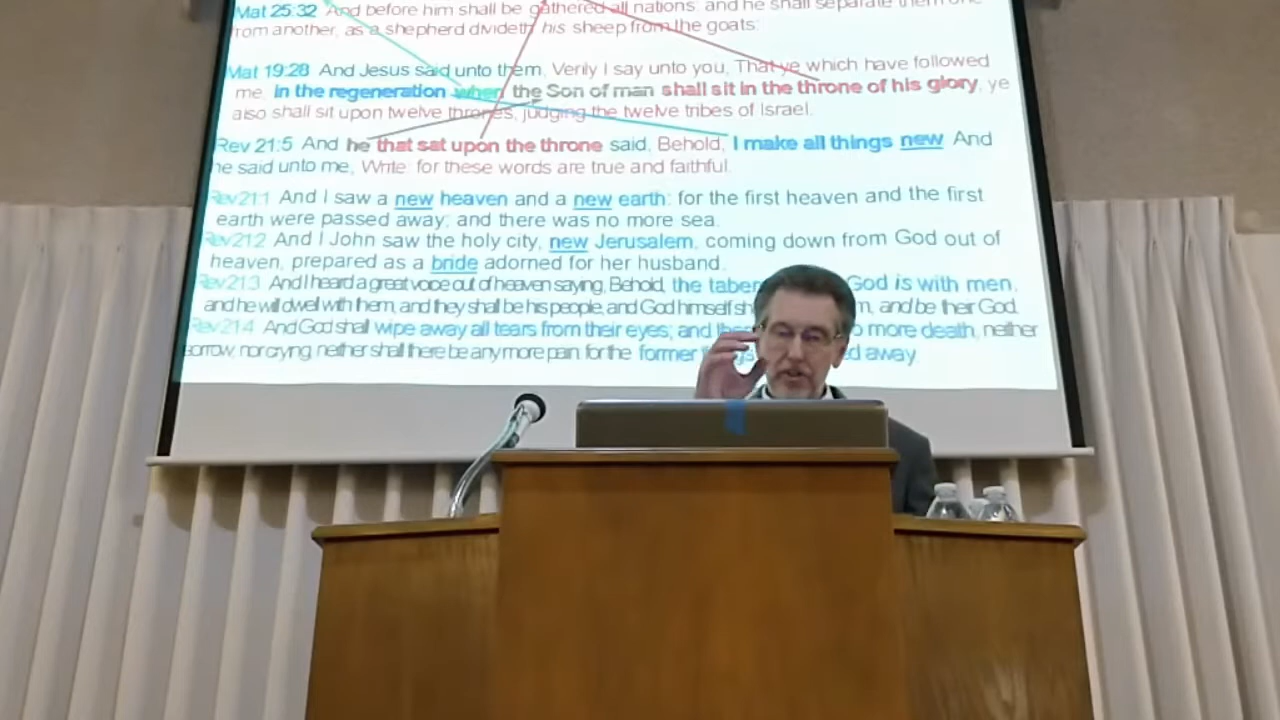 Mat 25:32 And before him shall be gathered all nations: and he shall separate them one
from another, as a shepherd divideth his sheep from the goats:
Mat 19:28 And Jesus said unto them, Verily I say unto you, That ye which have followed
me, in the regeneration when the Son of man shall sit in the throne of his glory, ye
also shall sit upon twelve thrones, judging the twelve tribes of Israel.
Rev 21:5 And he that sat upon the throne said, Behold, I make all things new And
he said unto me, Write: for these words are true and faithful.
Rev 21:1 And I saw a new heaven and a new earth: for the first heaven and the first
earth were passed away; and there was no more sea.
Rev 21:2 And I John saw the holy city, new Jerusalem, coming down from God out of
heaven, prepared as a bride adorned for her husband.
Rev 21:3 And I heard a great voice out of heaven saying, Behold, the God is with men,
and he will dwell with them, and they shall be his people, and God himself and be their God.
Rev 21:4 And God shall wipe away all tears from their eyes; and more death, neither
sorrow, nor crying, neither shall there be any more pain: for the former away